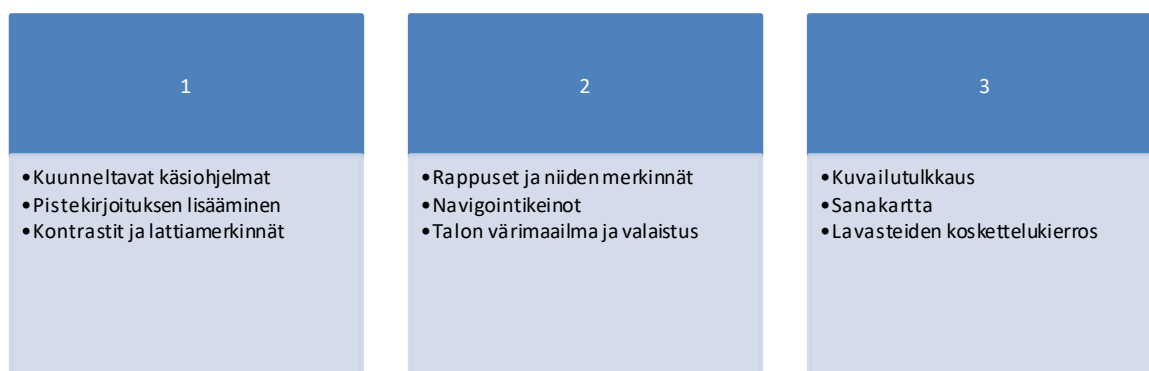 1
•Kuunneltavat käsiohjelmat
•Pistekirjoituksen lisääminen
•Kontrastit ja lattiamerkinnät
2
•Rappuset ja niiden merkinnät
•Navigointikeinot
•Talon värimaailma ja valaistus
3
•Kuvailutulkkaus
•Sanakartta
•Lavasteiden koskettelukierros